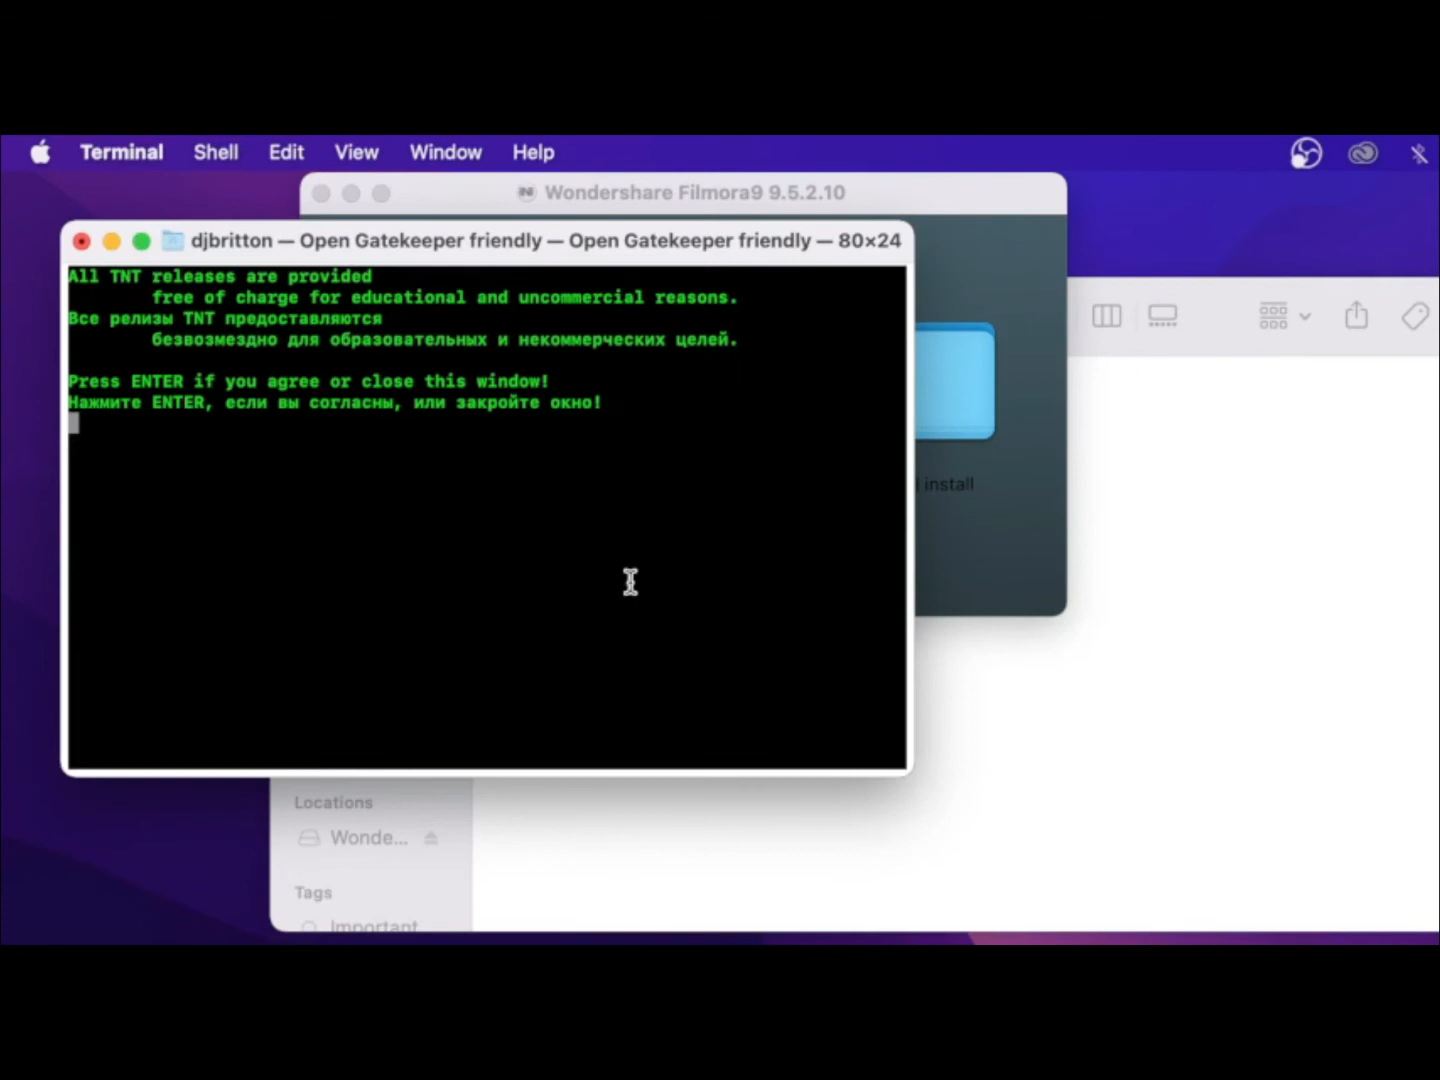 Terminal Shell Edit View Window Help
Wondershare Filmora9 9.5.2.10
djbritton — Open Gatekeeper friendly — Open Gatekeeper friendly — 80×24
All TNT releases are provided
free of charge for educational and uncommercial reasons.
Все релизы TNT предоставляются
безвозмездно для образовательных и некоммерческих целей.
Press ENTER if you agree or close this window!
Нажмите ENTER, если вы согласны, или закройте окно!
install
Locations
Wonde...
Tags
Important